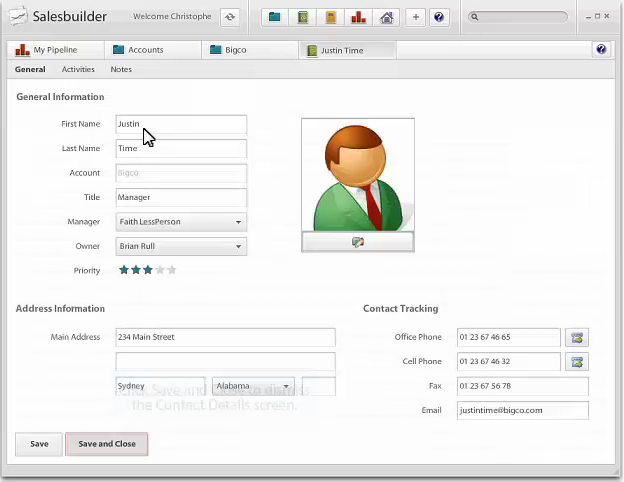 Salesbuilder Welcome Christophe
My Pipeline Accounts Bigco Justin Time
General Activities Notes
General Information
First Name Justin
Last Name Time
Account Bigco
Title Manager
Manager Faith LessPerson
Owner Brian Rull
Priority
Address Information Contact Tracking
Main Address 234 Main Street Office Phone 01 23 67 46 65
Cell Phone 01 23 67 46 32
Sydney Alabama Fax 01 23 67 56 78
Save and Close to dismiss
the Contact Details screen.
Email justintime@bigco.com
Save Save and Close